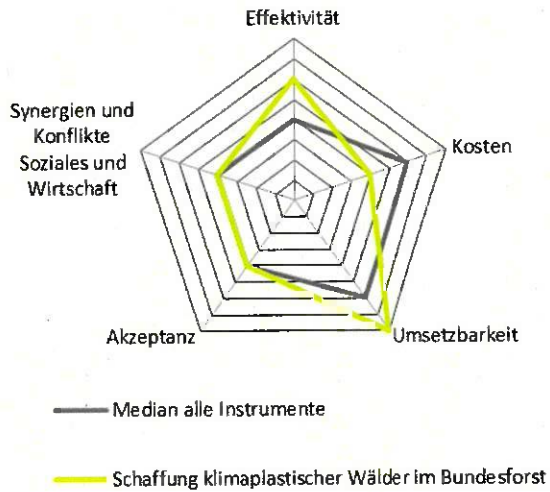 Effektivität
Synergien und
Konflikte
Soziales und
Wirtschaft
Kosten
Akzeptanz
Umsetzbarkeit
Median alle Instrumente
Schaffung klimaplastischer Wälder im Bundesforst